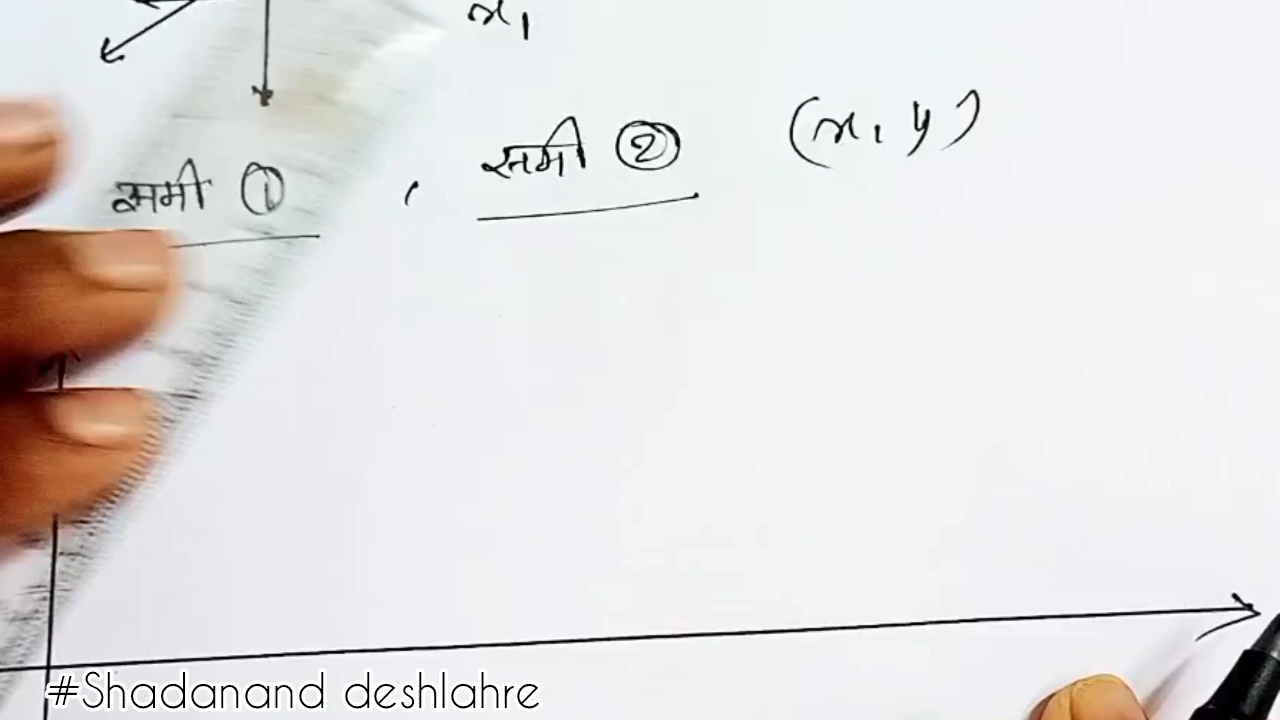 x₁
समी ① , समी ② (x, y)
#Shadanand deshlahre